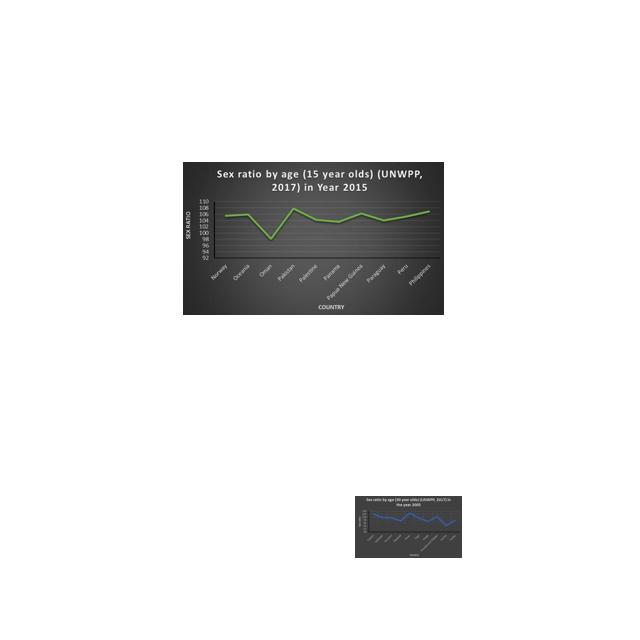 Sex ratio by age (15 year olds) (UNWPP,
2017) in Year 2015
SEX RATIO
110
108
106
104
102
100
98
96
94
92
Norway
Oceania
Oman
Pakistan
Palestine
Panama
Papua New Guinea
Paraguay
Peru
Philippines
COUNTRY
Sex ratio by age (30 year olds) (UNWPP, 2017) in
the year 2005